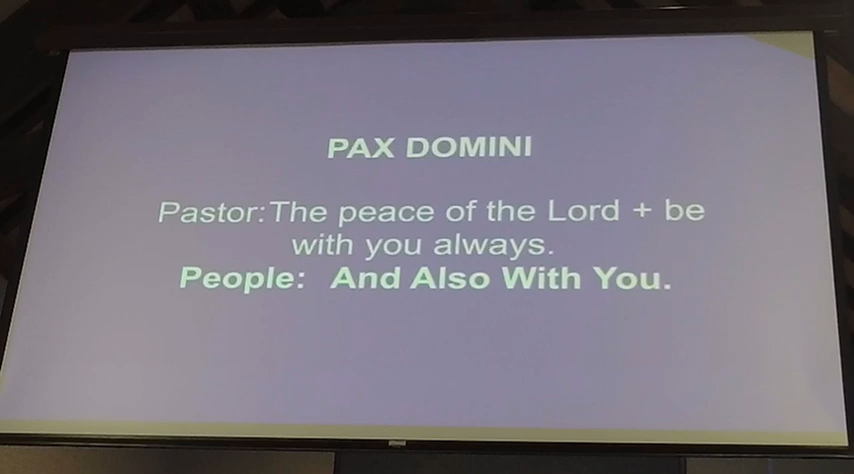 PAX DOMINI
Pastor:The peace of the Lord + be
with you always.
People: And Also With You.